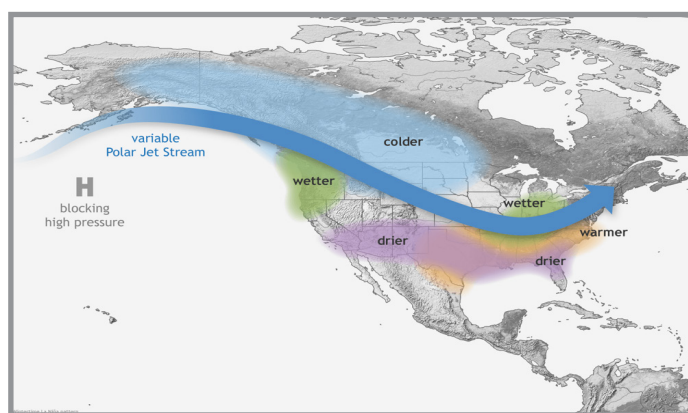 variable
Polar Jet Stream
H
blocking
high pressure
colder
wetter
wetter
drier
warmer
drier